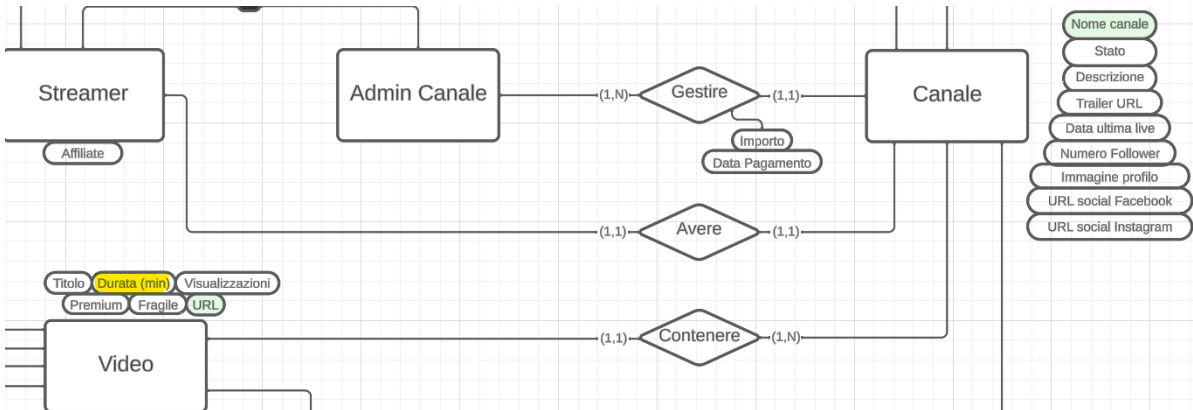 Nome canale
Stato
Streamer
Admin Canale
(1,N)
Gestire
(1,1)
Canale
Descrizione
Trailer URL
Data ultima live
Affiliate
Importo
Numero Follower
Data Pagamento
Immagine profilo
URL social Facebook
URL social Instagram
(1,1)
Avere
(1,1)
Titolo
Durata (min)
Visualizzazioni
Premium
Fragile
URL
(1,1)
Contenere
(1,N)
Video